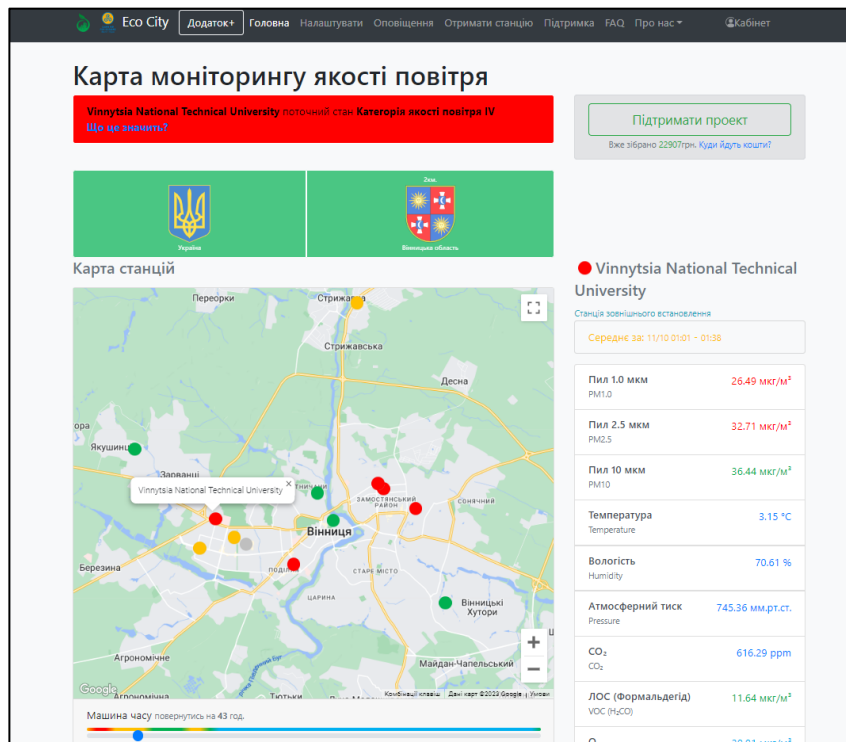 Eco City Додаток+ Головна Налаштувати Оповіщення Отримати станцію Підтримка FAQ Про нас Кабінет
Карта моніторингу якості повітря
Vinnytsia National Technical University поточний стан Категорія якості повітря IV
Що це значить?
Підтримати проект
Вже зібрано 22907грн. Куди йдуть кошти?
Україна
2км.
Вінницька область
Карта станцій
Переорки
Стрижавка
Стрижавська
Десна
Якушинц
Зарванці
Vinnytsia National Technical University
×
ЗАМОСТЯНСЬКИЙ
РАЙОН
СОНЯЧНИЙ
Вінниця
Березина
СТАРЕ МІСТО
ЦАРИНА
Вінницькі
Хутори
Агрономічне
Майдан-Чапельський
+
−
Google
Агрономічна
Тютьки
Комбінації клавіш
Дані карт ©2023 Google
Умови
Машина часу повернутись на 43 год.
Vinnytsia National Technical
University
Станція зовнішнього встановлення
Середнє за: 11/10 01:01 - 01:38
Пил 1.0 мкм 26.49 мкг/м³
PM1.0
Пил 2.5 мкм 32.71 мкг/м³
PM2.5
Пил 10 мкм 36.44 мкг/м³
PM10
Температура 3.15 °C
Temperature
Вологість 70.61 %
Humidity
Атмосферний тиск 745.36 мм.рт.ст.
Pressure
CO₂ 616.29 ppm
CO₂
ЛОС (Формальдегід) 11.64 мкг/м³
VOC (H₂CO)